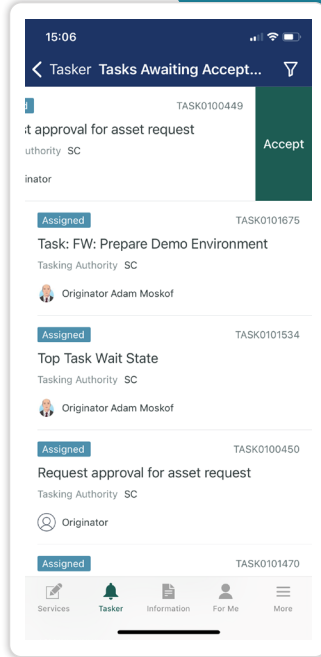 15:06
Tasker Tasks Awaiting Accept...
TASK0100449
approval for asset request
SC
Accept
Assigned TASK0101675
Task: FW: Prepare Demo Environment
Tasking Authority SC
Originator Adam Moskof
Assigned TASK0101534
Top Task Wait State
Tasking Authority SC
Originator Adam Moskof
Assigned TASK0100450
Request approval for asset request
Tasking Authority SC
Originator
Assigned TASK0101470
Services Tasker Information For Me More